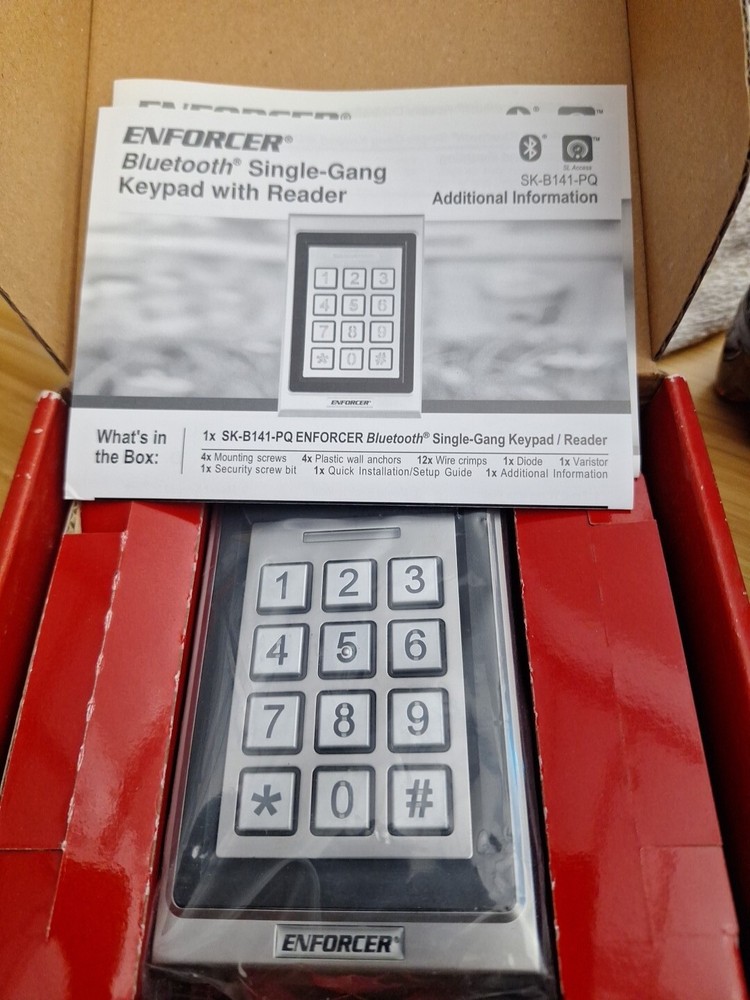 ENFORCER®
ENFORCER®
Bluetooth® Single-Gang
Keypad with Reader
SL Access
SK-B141-PQ
Additional Information
1 2 3
4 5 6
7 8 9
* 0 #
ENFORCER®
What's in
the Box:
1x SK-B141-PQ ENFORCER Bluetooth® Single-Gang Keypad / Reader
4x Mounting screws 4x Plastic wall anchors 12x Wire crimps 1x Diode 1x Varistor
1x Security screw bit 1x Quick Installation/Setup Guide 1x Additional Information
1 2 3
4 5 6
7 8 9
* 0 #
ENFORCER®